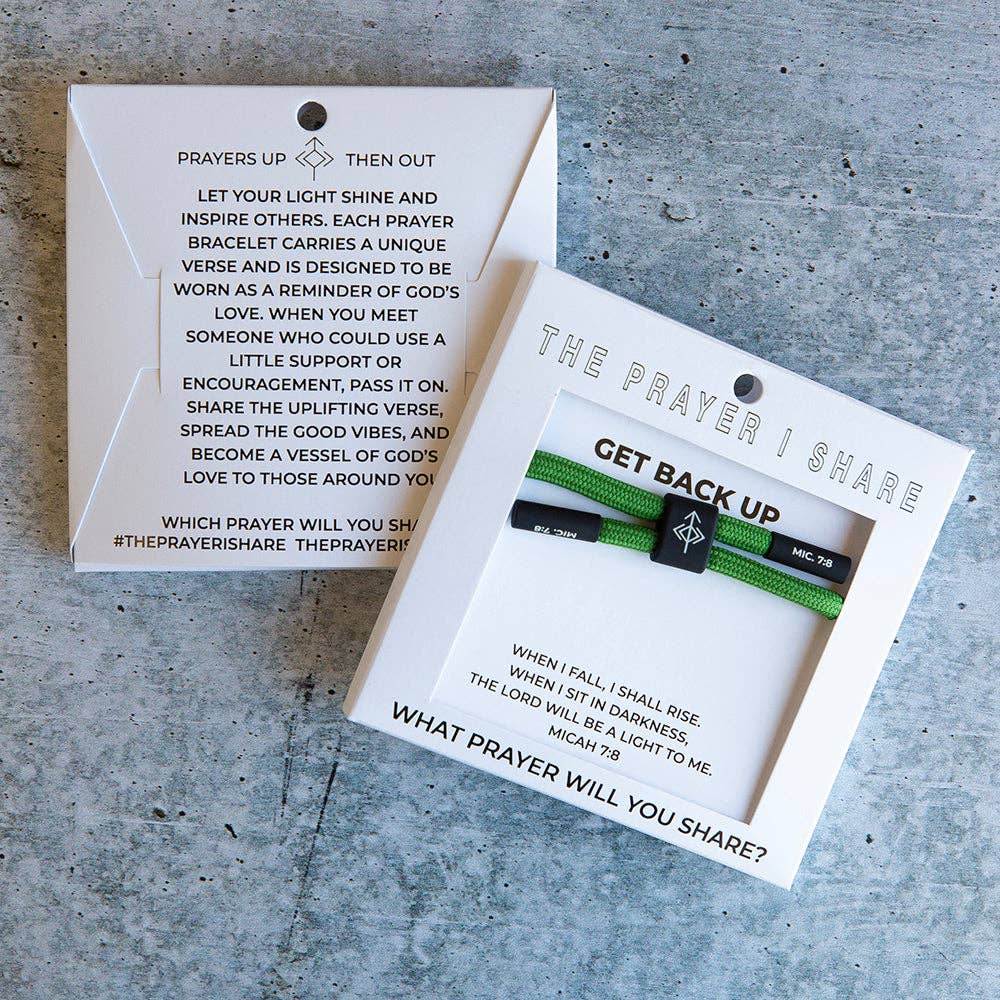 PRAYERS UP THEN OUT
LET YOUR LIGHT SHINE AND
INSPIRE OTHERS. EACH PRAYER
BRACELET CARRIES A UNIQUE
VERSE AND IS DESIGNED TO BE
WORN AS A REMINDER OF GOD'S
LOVE. WHEN YOU MEET
SOMEONE WHO COULD USE A
LITTLE SUPPORT OR
ENCOURAGEMENT, PASS IT ON.
SHARE THE UPLIFTING VERSE,
SPREAD THE GOOD VIBES, AND
BECOME A VESSEL OF GOD'S
LOVE TO THOSE AROUND
WHICH PRAYER WILL YOU
#THEPRAYERISHARE
THE PRAYER I SHARE
GET BACK UP
MIC. 7:8
MIC. 7:8
WHEN I FALL, I SHALL RISE.
WHEN I SIT IN DARKNESS,
THE LORD WILL BE A LIGHT TO ME.
MICAH 7:8
WHAT PRAYER WILL YOU SHARE?